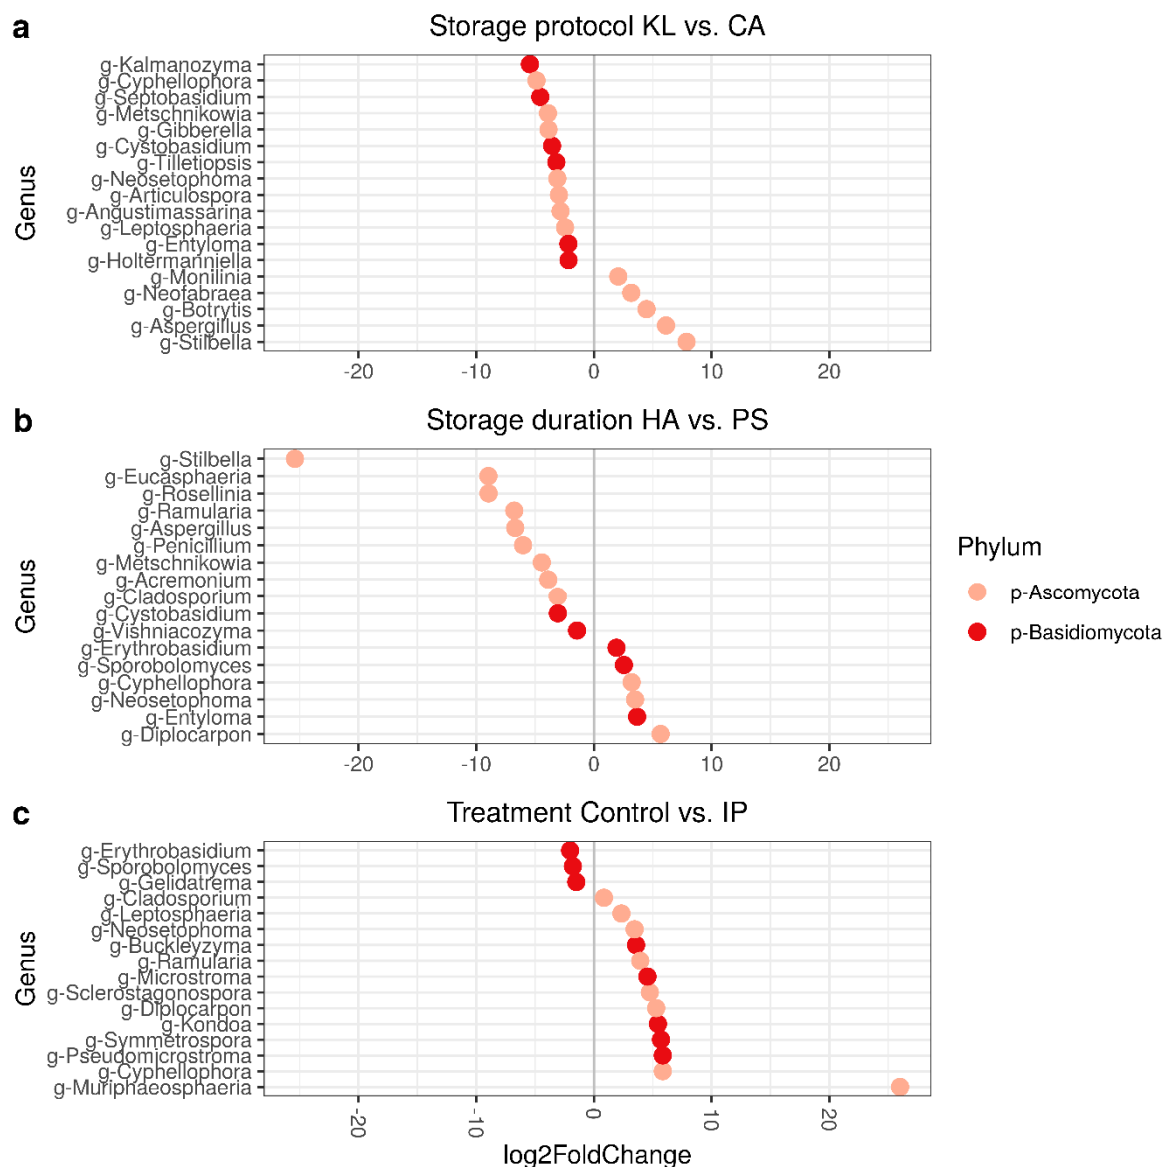 a
Storage protocol KL vs. CA
Genus
g-Kalmanozyma
g-Cyphellophora
g-Septobasidium
g-Metschnikowia
g-Gibberella
g-Cystobasidium
g-Tilletiopsis
g-Neosetophoma
g-Articulospora
g-Angustimassarina
g-Leptosphaeria
g-Entyloma
g-Holtermanniella
g-Monilinia
g-Neofabraea
g-Botrytis
g-Aspergillus
g-Stilbella
-20 -10 0 10 20
b
Storage duration HA vs. PS
Genus
g-Stilbella
g-Eucasphaeria
g-Rosellinia
g-Ramularia
g-Aspergillus
g-Penicillium
g-Metschnikowia
g-Acremonium
g-Cladosporium
g-Cystobasidium
g-Vishniacozyma
g-Erythrobasidium
g-Sporobolomyces
g-Cyphellophora
g-Neosetophoma
g-Entyloma
g-Diplocarpon
-20 -10 0 10 20
Phylum
p-Ascomycota
p-Basidiomycota
c
Treatment Control vs. IP
Genus
g-Erythrobasidium
g-Sporobolomyces
g-Gelidatrema
g-Cladosporium
g-Leptosphaeria
g-Neosetophoma
g-Buckleyzyma
g-Ramularia
g-Microstroma
g-Sclerostagonospora
g-Diplocarpon
g-Kondoa
g-Symmetrospora
g-Pseudomicrostroma
g-Cyphellophora
g-Muriphaeosphaeria
-20 -10 0 10 20
log2FoldChange